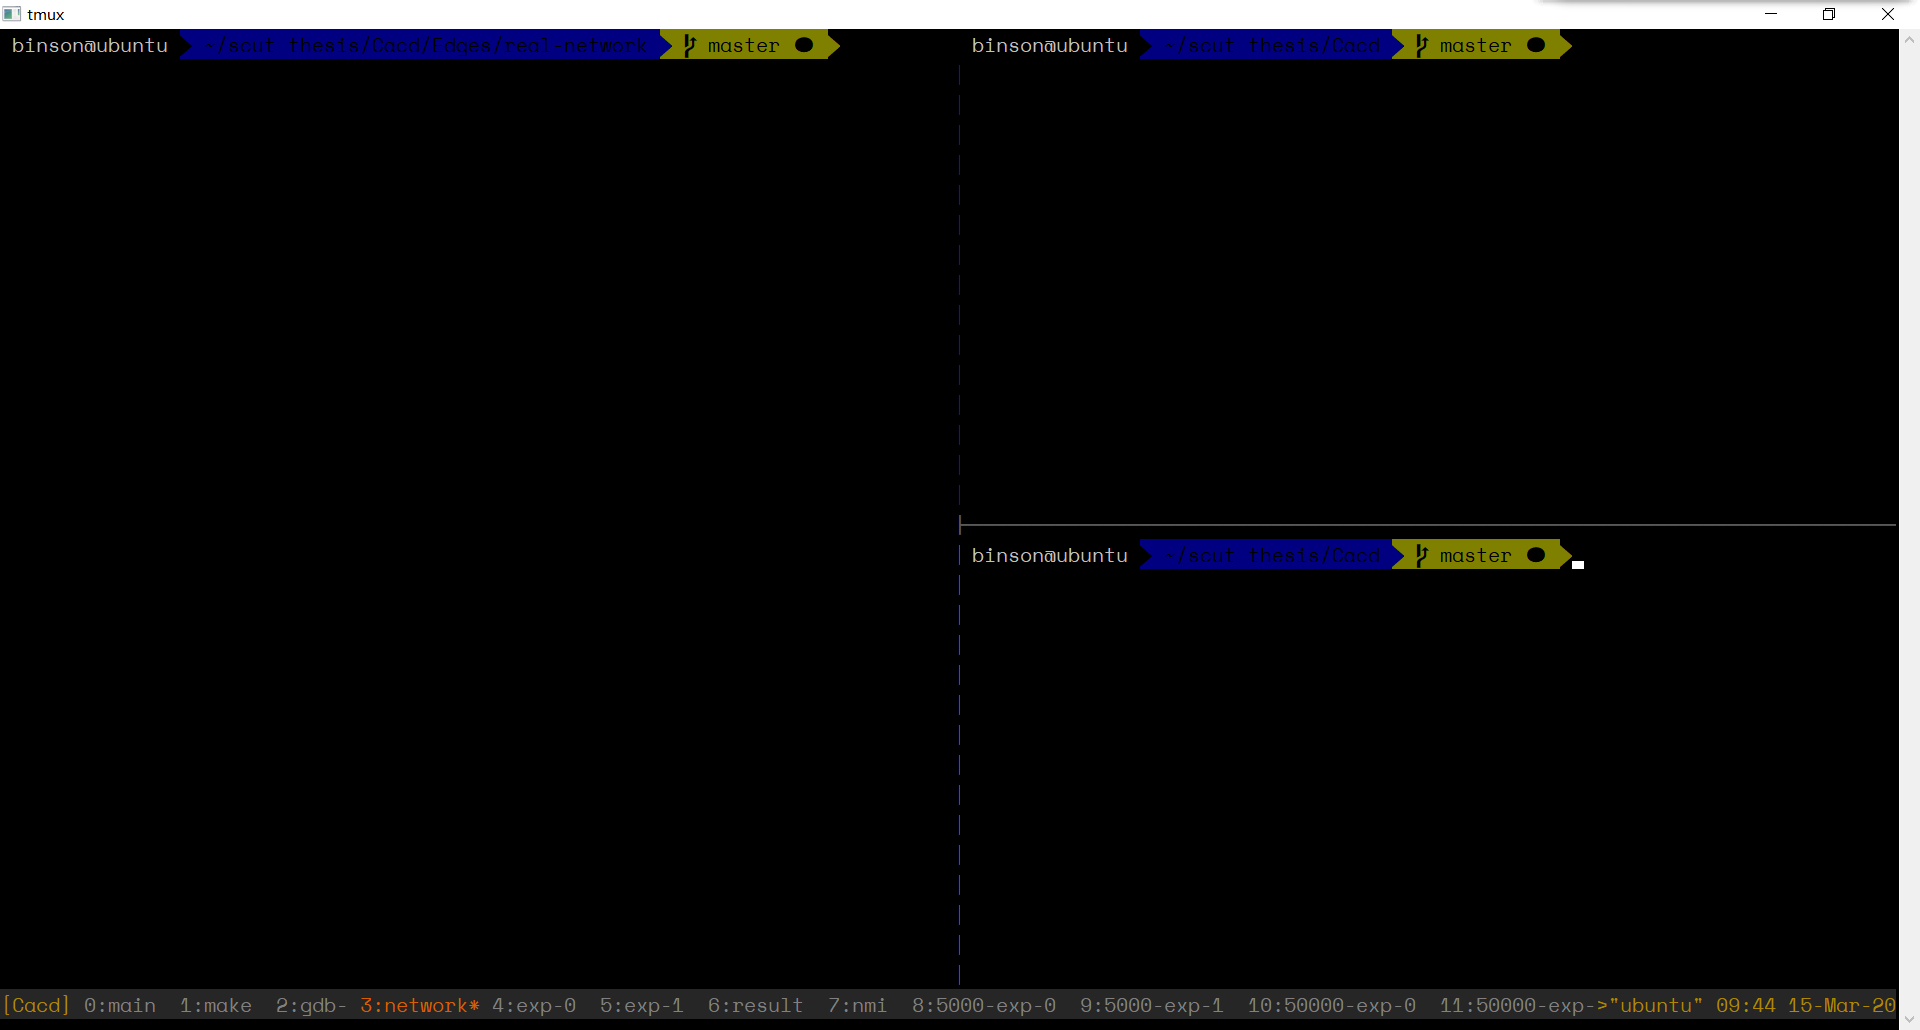 tmux
binson@ubuntu ~/scut thesis/Cacd/Edges/real-network master
binson@ubuntu ~/scut thesis/Cacd master
binson@ubuntu ~/scut thesis/Cacd master
[Cacd] 0:main 1:make 2:gdb- 3:network* 4:exp-0 5:exp-1 6:result 7:nmi 8:5000-exp-0 9:5000-exp-1 10:50000-exp-0 11:50000-exp->"ubuntu" 09:44 15-Mar-20